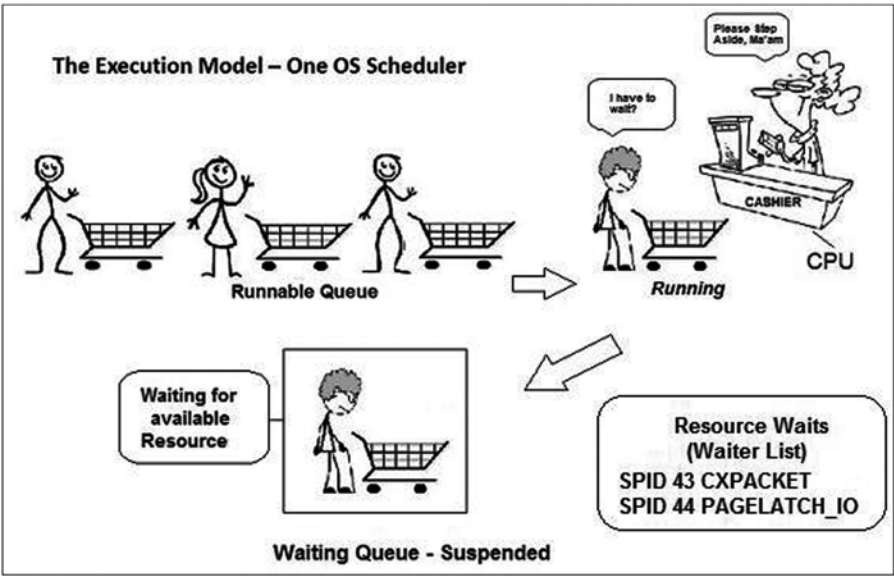 The Execution Model – One OS Scheduler
Please Step
Aside, Ma'am
I have to
wait?
CASHIER
CPU
Runnable Queue
Running
Waiting for
available
Resource
Resource Waits
(Waiter List)
SPID 43 CXPACKET
SPID 44 PAGELATCH_IO
Waiting Queue - Suspended